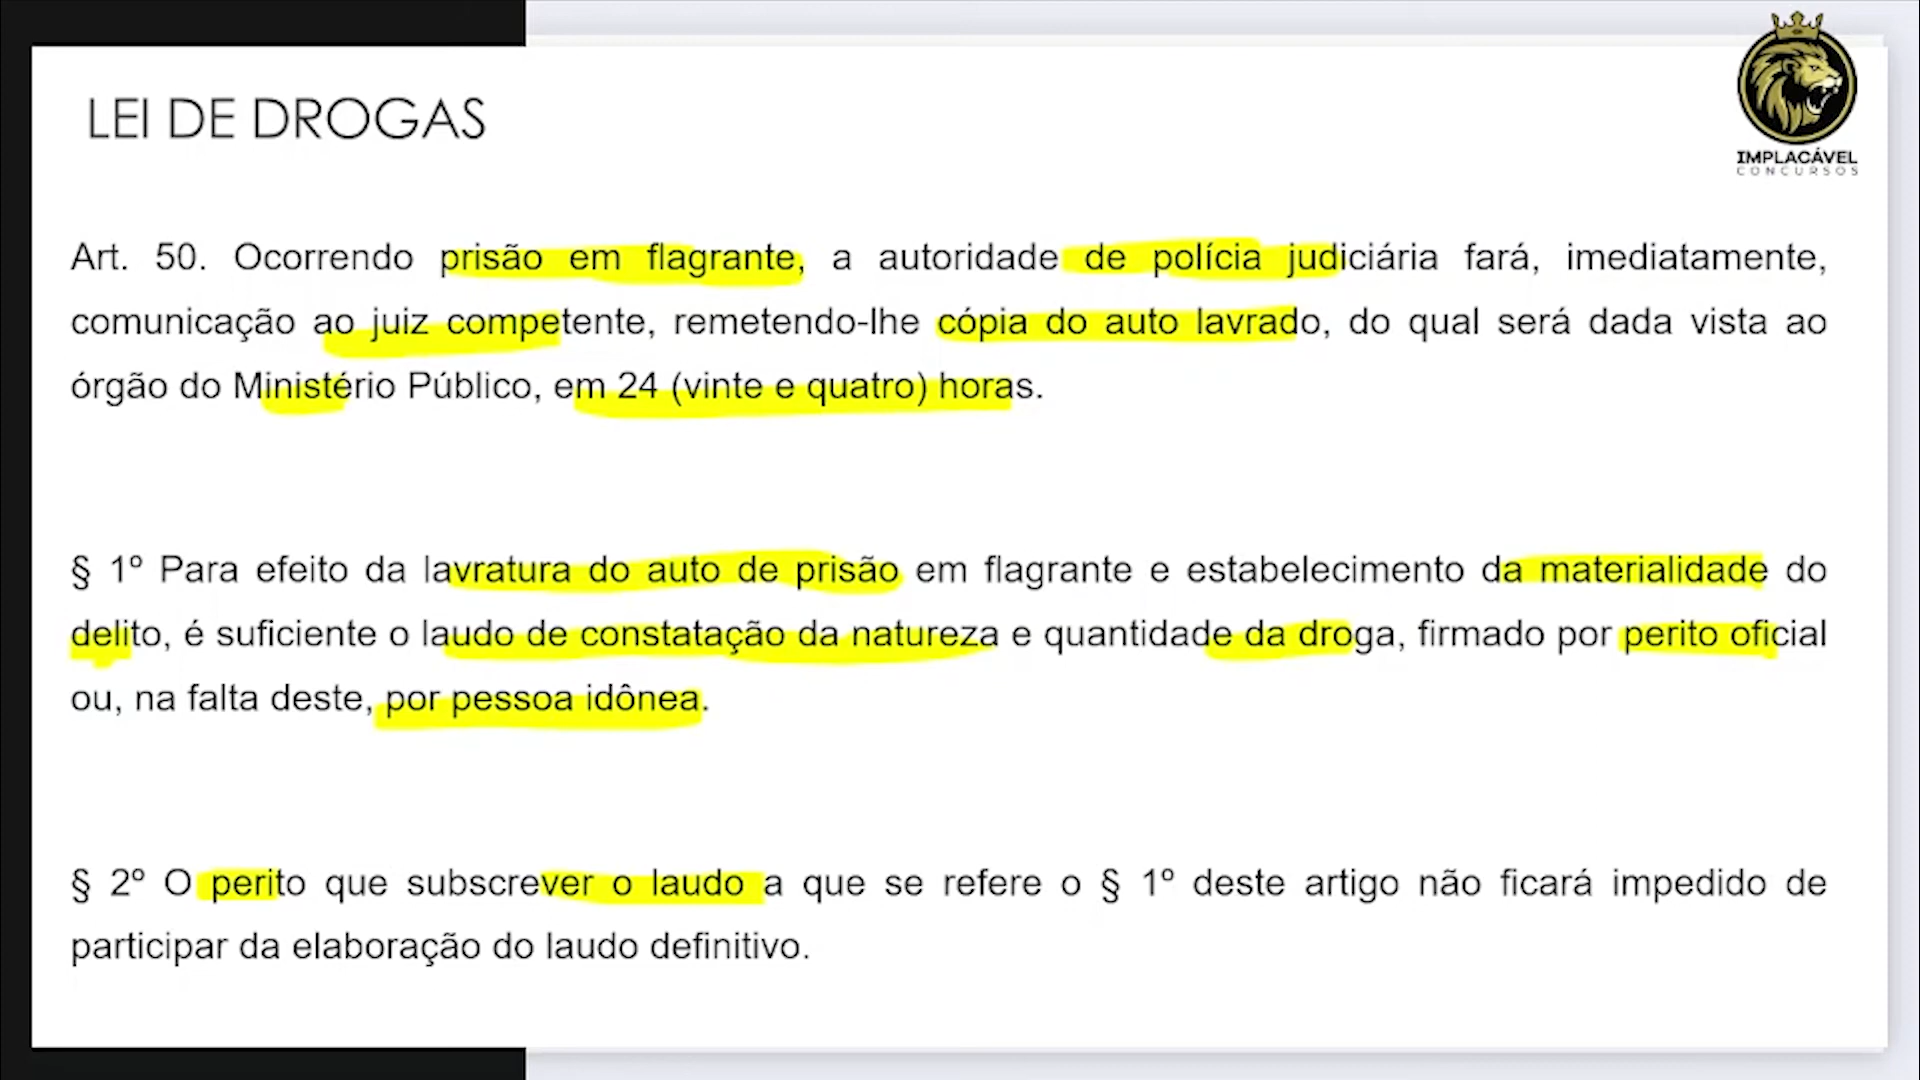 IMPLACÁVEL
CONCURSOS
LEI DE DROGAS
Art. 50. Ocorrendo prisão em flagrante, a autoridade de polícia judiciária fará, imediatamente,
comunicação ao juiz competente, remetendo-lhe cópia do auto lavrado, do qual será dada vista ao
órgão do Ministério Público, em 24 (vinte e quatro) horas.
§ 1º Para efeito da lavratura do auto de prisão em flagrante e estabelecimento da materialidade do
delito, é suficiente o laudo de constatação da natureza e quantidade da droga, firmado por perito oficial
ou, na falta deste, por pessoa idônea.
§ 2º O perito que subscrever o laudo a que se refere o § 1º deste artigo não ficará impedido de
participar da elaboração do laudo definitivo.